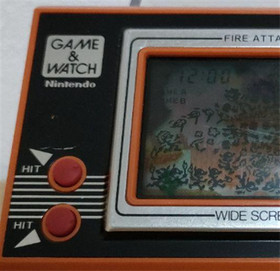 GAME
&
WATCH
Nintendo
FIRE ATTA
12:00
HIT
HIT
WIDE SCRE